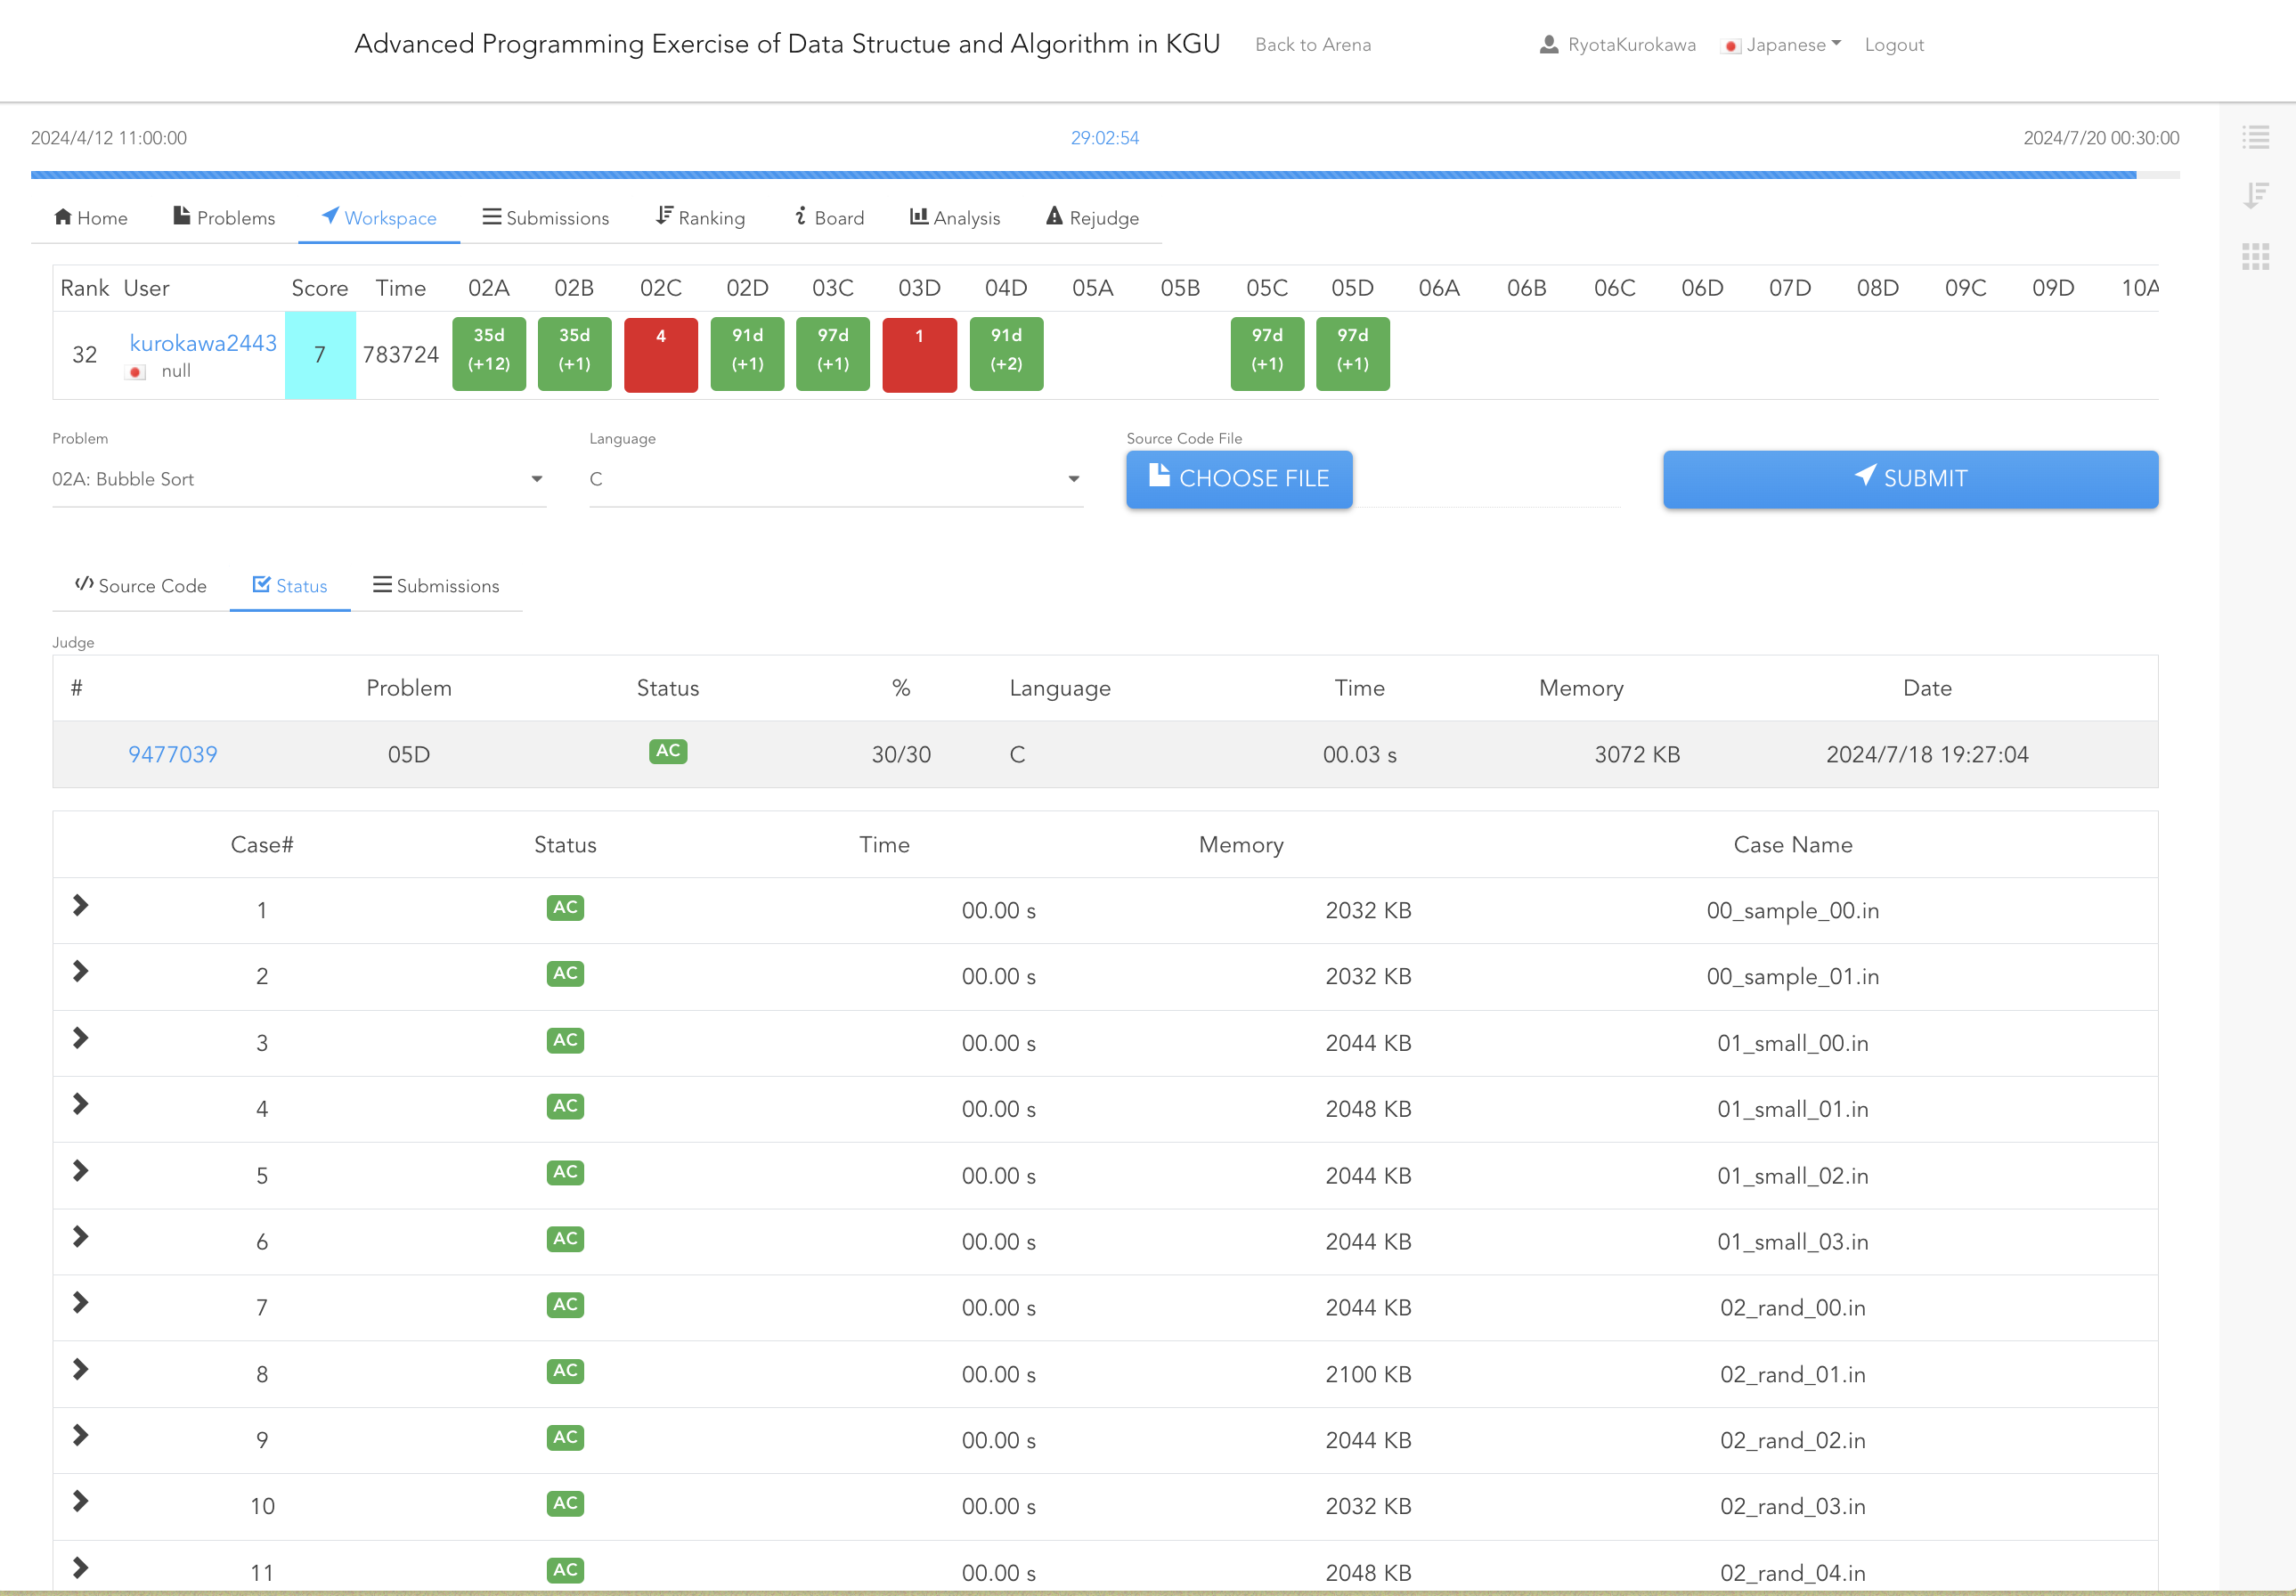 Advanced Programming Exercise of Data Structue and Algorithm in KGU Back to Arena RyotaKurokawa Japanese Logout
2024/4/12 11:00:00 29:02:54 2024/7/20 00:30:00
Home Problems Workspace Submissions Ranking Board Analysis Rejudge
Rank User Score Time 02A 02B 02C 02D 03C 03D 04D 05A 05B 05C 05D 06A 06B 06C 06D 07D 08D 09C 09D 10A
32 kurokawa2443 null 7 783724 35d (+12) 35d (+1) 4 91d (+1) 97d (+1) 1 91d (+2) 97d (+1) 97d (+1)
Problem Language Source Code File
02A: Bubble Sort C CHOOSE FILE SUBMIT
Source Code Status Submissions
Judge
# Problem Status % Language Time Memory Date
9477039 05D AC 30/30 C 00.03 s 3072 KB 2024/7/18 19:27:04
Case# Status Time Memory Case Name
1 AC 00.00 s 2032 KB 00_sample_00.in
2 AC 00.00 s 2032 KB 00_sample_01.in
3 AC 00.00 s 2044 KB 01_small_00.in
4 AC 00.00 s 2048 KB 01_small_01.in
5 AC 00.00 s 2044 KB 01_small_02.in
6 AC 00.00 s 2044 KB 01_small_03.in
7 AC 00.00 s 2044 KB 02_rand_00.in
8 AC 00.00 s 2100 KB 02_rand_01.in
9 AC 00.00 s 2044 KB 02_rand_02.in
10 AC 00.00 s 2032 KB 02_rand_03.in
11 AC 00.00 s 2048 KB 02_rand_04.in